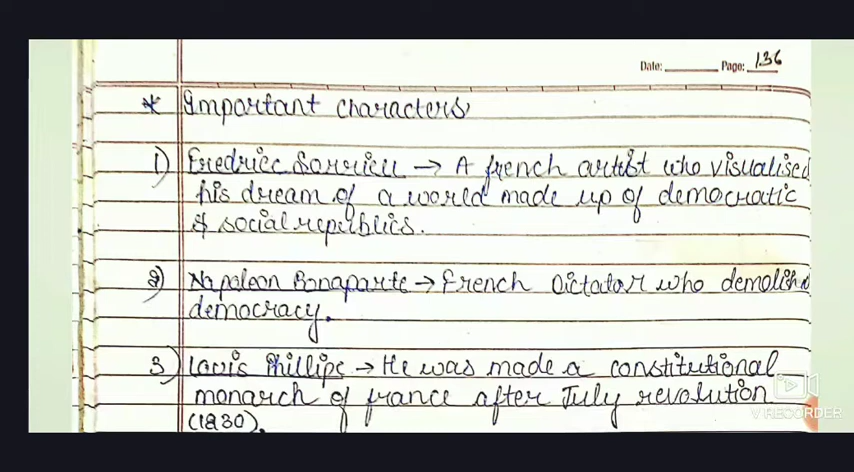 Date: Page: 136
* Important characters
1) Fredricc Sorrieu → A french artist who visualised
his dream of a world made up of democratic
& social republics.
2) Napoleon Bonaparte → French Dictator who demolish
democracy.
3) Louis Phillipe → He was made a constitutional
monarch of france after July revolution
(1830).
V RECORDER